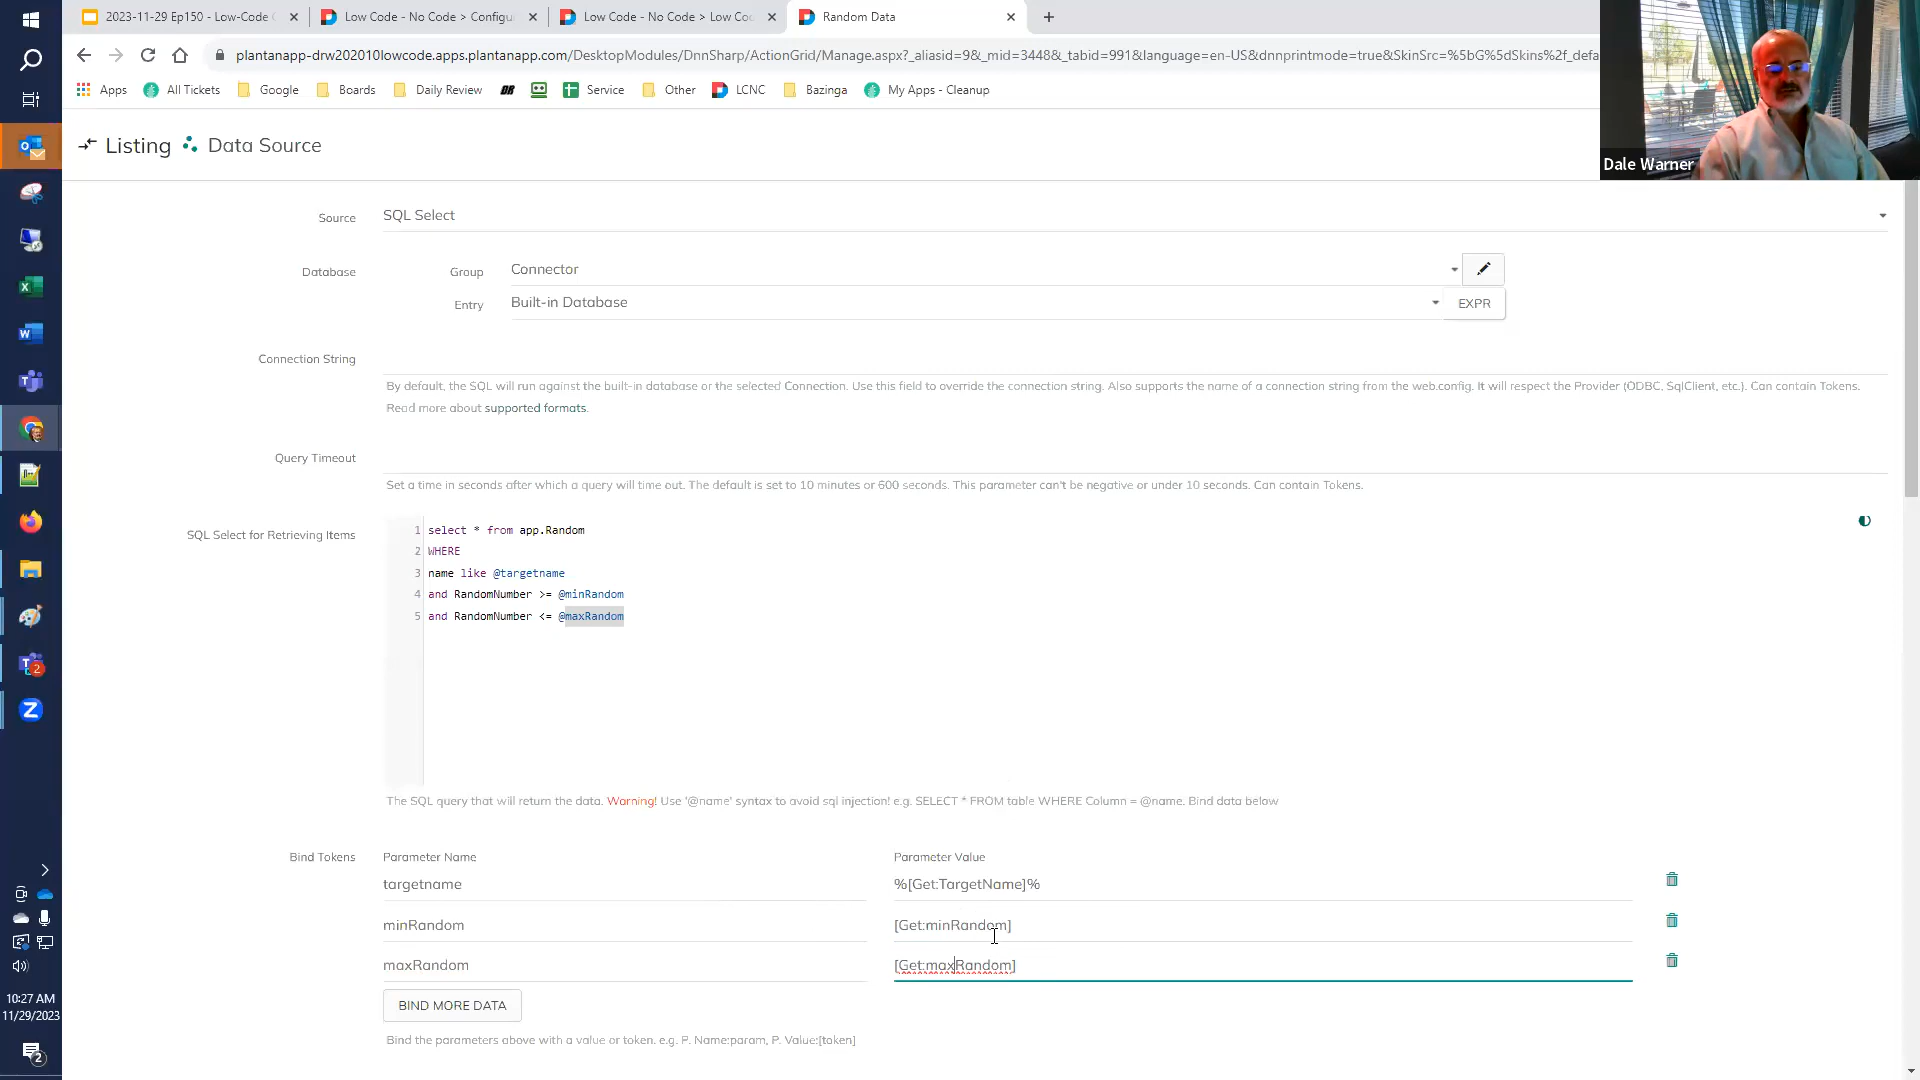 2023-11-29 Ep150 - Low-Code
Low Code - No Code > Configu
Low Code - No Code > Low Co
Random Data
plantanapp-drw202010lowcode.apps.plantanapp.com/DesktopModules/DnnSharp/ActionGrid/Manage.aspx?_aliasid=9&_mid=3448&_tabid=991&language=en-US&dnnprintmode=true&SkinSrc=%5bG%5dSkins%2f_defa
Apps
All Tickets
Google
Boards
Daily Review
Service
Other
LCNC
Bazinga
My Apps - Cleanup
Dale Warner
Listing
Data Source
Source
SQL Select
Database
Group
Connector
Entry
Built-in Database
EXPR
Connection String
By default, the SQL will run against the built-in database or the selected Connection. Use this field to override the connection string. Also supports the name of a connection string from the web.config. It will respect the Provider (ODBC, SqlClient, etc.). Can contain Tokens.
Read more about supported formats.
Query Timeout
Set a time in seconds after which a query will time out. The default is set to 10 minutes or 600 seconds. This parameter can't be negative or under 10 seconds. Can contain Tokens.
SQL Select for Retrieving Items
1 select * from app.Random
2 WHERE
3 name like @targetname
4 and RandomNumber >= @minRandom
5 and RandomNumber <= @maxRandom
The SQL query that will return the data. Warning! Use '@name' syntax to avoid sql injection! e.g. SELECT * FROM table WHERE Column = @name. Bind data below
Bind Tokens
Parameter Name
Parameter Value
targetname
%[Get:TargetName]%
minRandom
[Get:minRandom]
maxRandom
[Get:maxRandom]
BIND MORE DATA
Bind the parameters above with a value or token. e.g. P. Name:param, P. Value:[token]
10:27 AM
11/29/2023
2
2